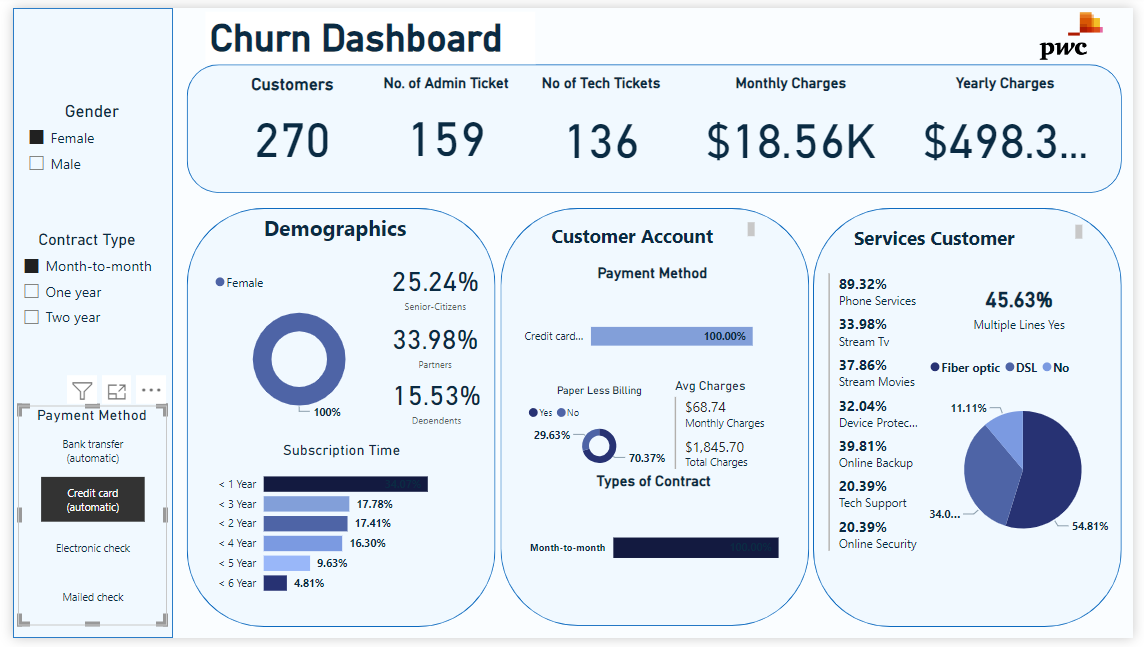 Churn Dashboard
pwc
Customers
270
No. of Admin Ticket
159
No of Tech Tickets
136
Monthly Charges
$18.56K
Yearly Charges
$498.3...
Gender
Female
Male
Contract Type
Month-to-month
One year
Two year
Payment Method
Bank transfer
(automatic)
Credit card
(automatic)
Electronic check
Mailed check
Demographics
Female
100%
25.24%
Senior-Citizens
33.98%
Partners
15.53%
Dependents
Subscription Time
< 1 Year
< 3 Year 17.78%
< 2 Year 17.41%
< 4 Year 16.30%
< 5 Year 9.63%
< 6 Year 4.81%
Customer Account
Payment Method
Credit card... 100.00%
Paper Less Billing
Yes No
29.63%
70.37%
Avg Charges
$68.74
Monthly Charges
$1,845.70
Total Charges
Types of Contract
Month-to-month 100.00%
Services Customer
89.32%
Phone Services
33.98%
Stream Tv
37.86%
Stream Movies
32.04%
Device Protec...
39.81%
Online Backup
20.39%
Tech Support
20.39%
Online Security
45.63%
Multiple Lines Yes
Fiber optic DSL No
11.11%
34.0...
54.81%